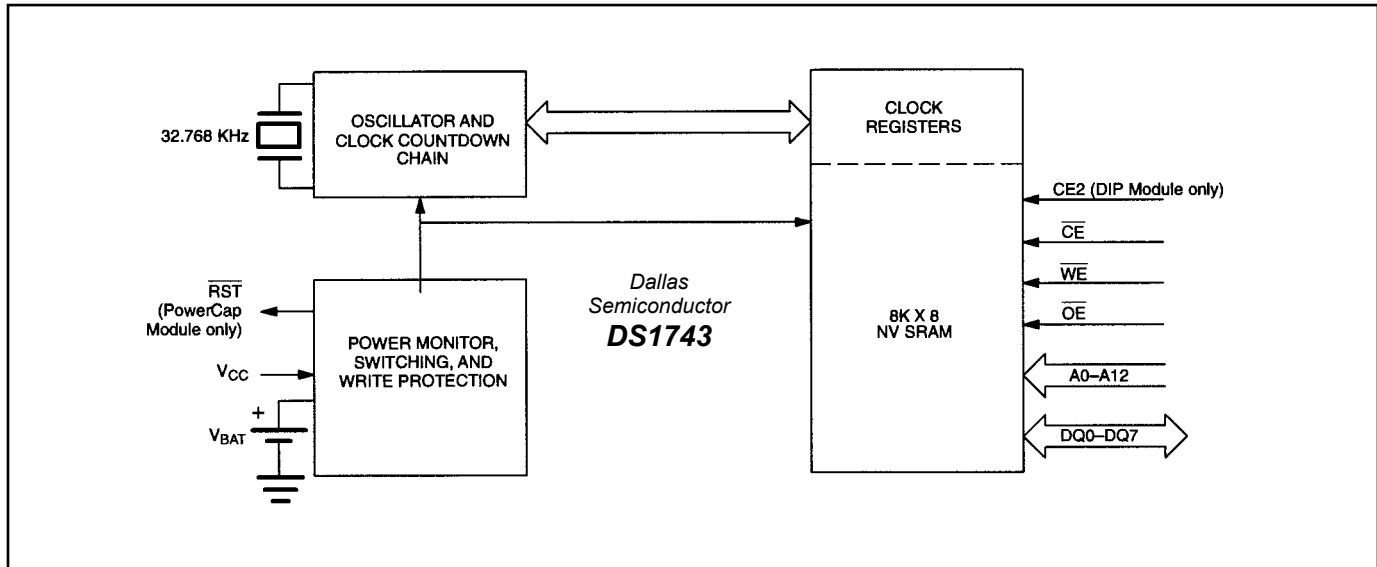 32.768 KHz
OSCILLATOR AND
CLOCK COUNTDOWN
CHAIN
CLOCK
REGISTERS
CE2 (DIP Module only)
CE
WE
OE
A0–A12
DQ0–DQ7
8K X 8
NV SRAM
Dallas
Semiconductor
DS1743
RST
(PowerCap
Module only)
VCC
+
VBAT
POWER MONITOR,
SWITCHING, AND
WRITE PROTECTION